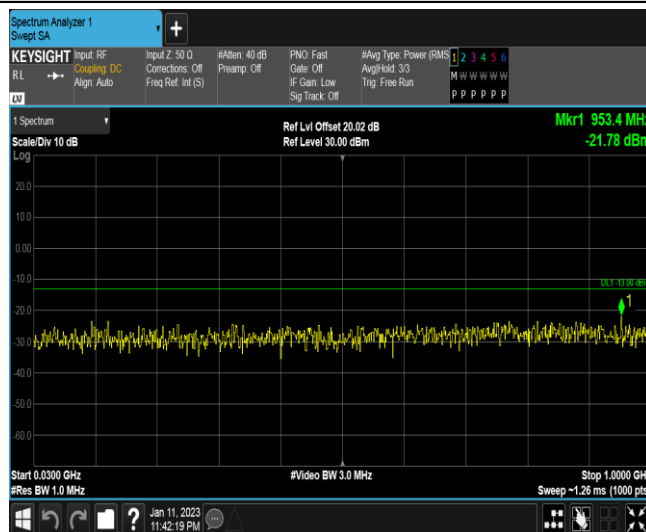 Spectrum Analyzer 1
Swept SA
+
KEYSIGHT
RL
LXI
Input: RF
Coupling: DC
Align: Auto
Input Z: 50 Ω
Corrections: Off
Freq Ref: Int (S)
#Atten: 40 dB
Preamp: Off
PNO: Fast
Gate: Off
IF Gain: Low
Sig Track: Off
#Avg Type: Power (RMS
Avg|Hold: 3/3
Trig: Free Run
1 2 3 4 5 6
M W W W W W
P P P P P P
1 Spectrum
Scale/Div 10 dB
Log
Ref Lvl Offset 20.02 dB
Ref Level 30.00 dBm
Mkr1 953.4 MHz
-21.78 dBm
20.0
10.0
0.00
-10.0
-20.0
-30.0
-40.0
-50.0
-60.0
DL1 -13.00 dBm
1
Start 0.0300 GHz
#Res BW 1.0 MHz
#Video BW 3.0 MHz
Stop 1.0000 GH
Sweep ~1.26 ms (1000 pts
?
Jan 11, 2023
11:42:19 PM